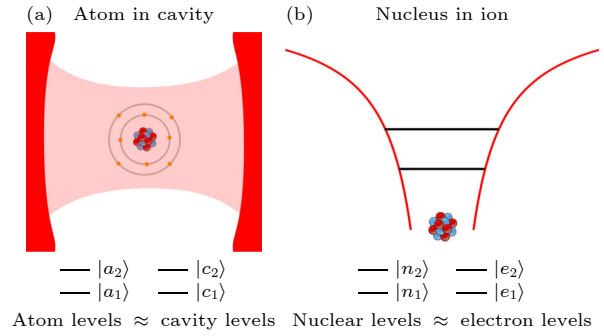 (a) Atom in cavity
(b) Nucleus in ion
|a₂⟩ |c₂⟩
|a₁⟩ |c₁⟩
Atom levels ≈ cavity levels
|n₂⟩ |e₂⟩
|n₁⟩ |e₁⟩
Nuclear levels ≈ electron levels